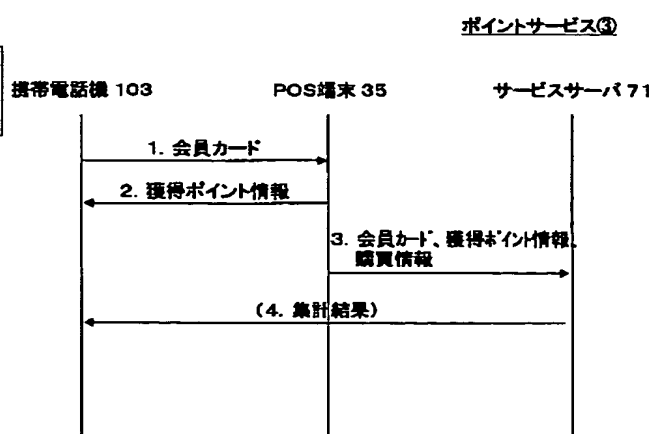 ポイントサービス③
携帯電話機 103
POS端末 35
サービスサーバ 71
1. 会員カード
2. 獲得ポイント情報
3. 会員カード、獲得ポイント情報、
購買情報
(4. 集計結果)